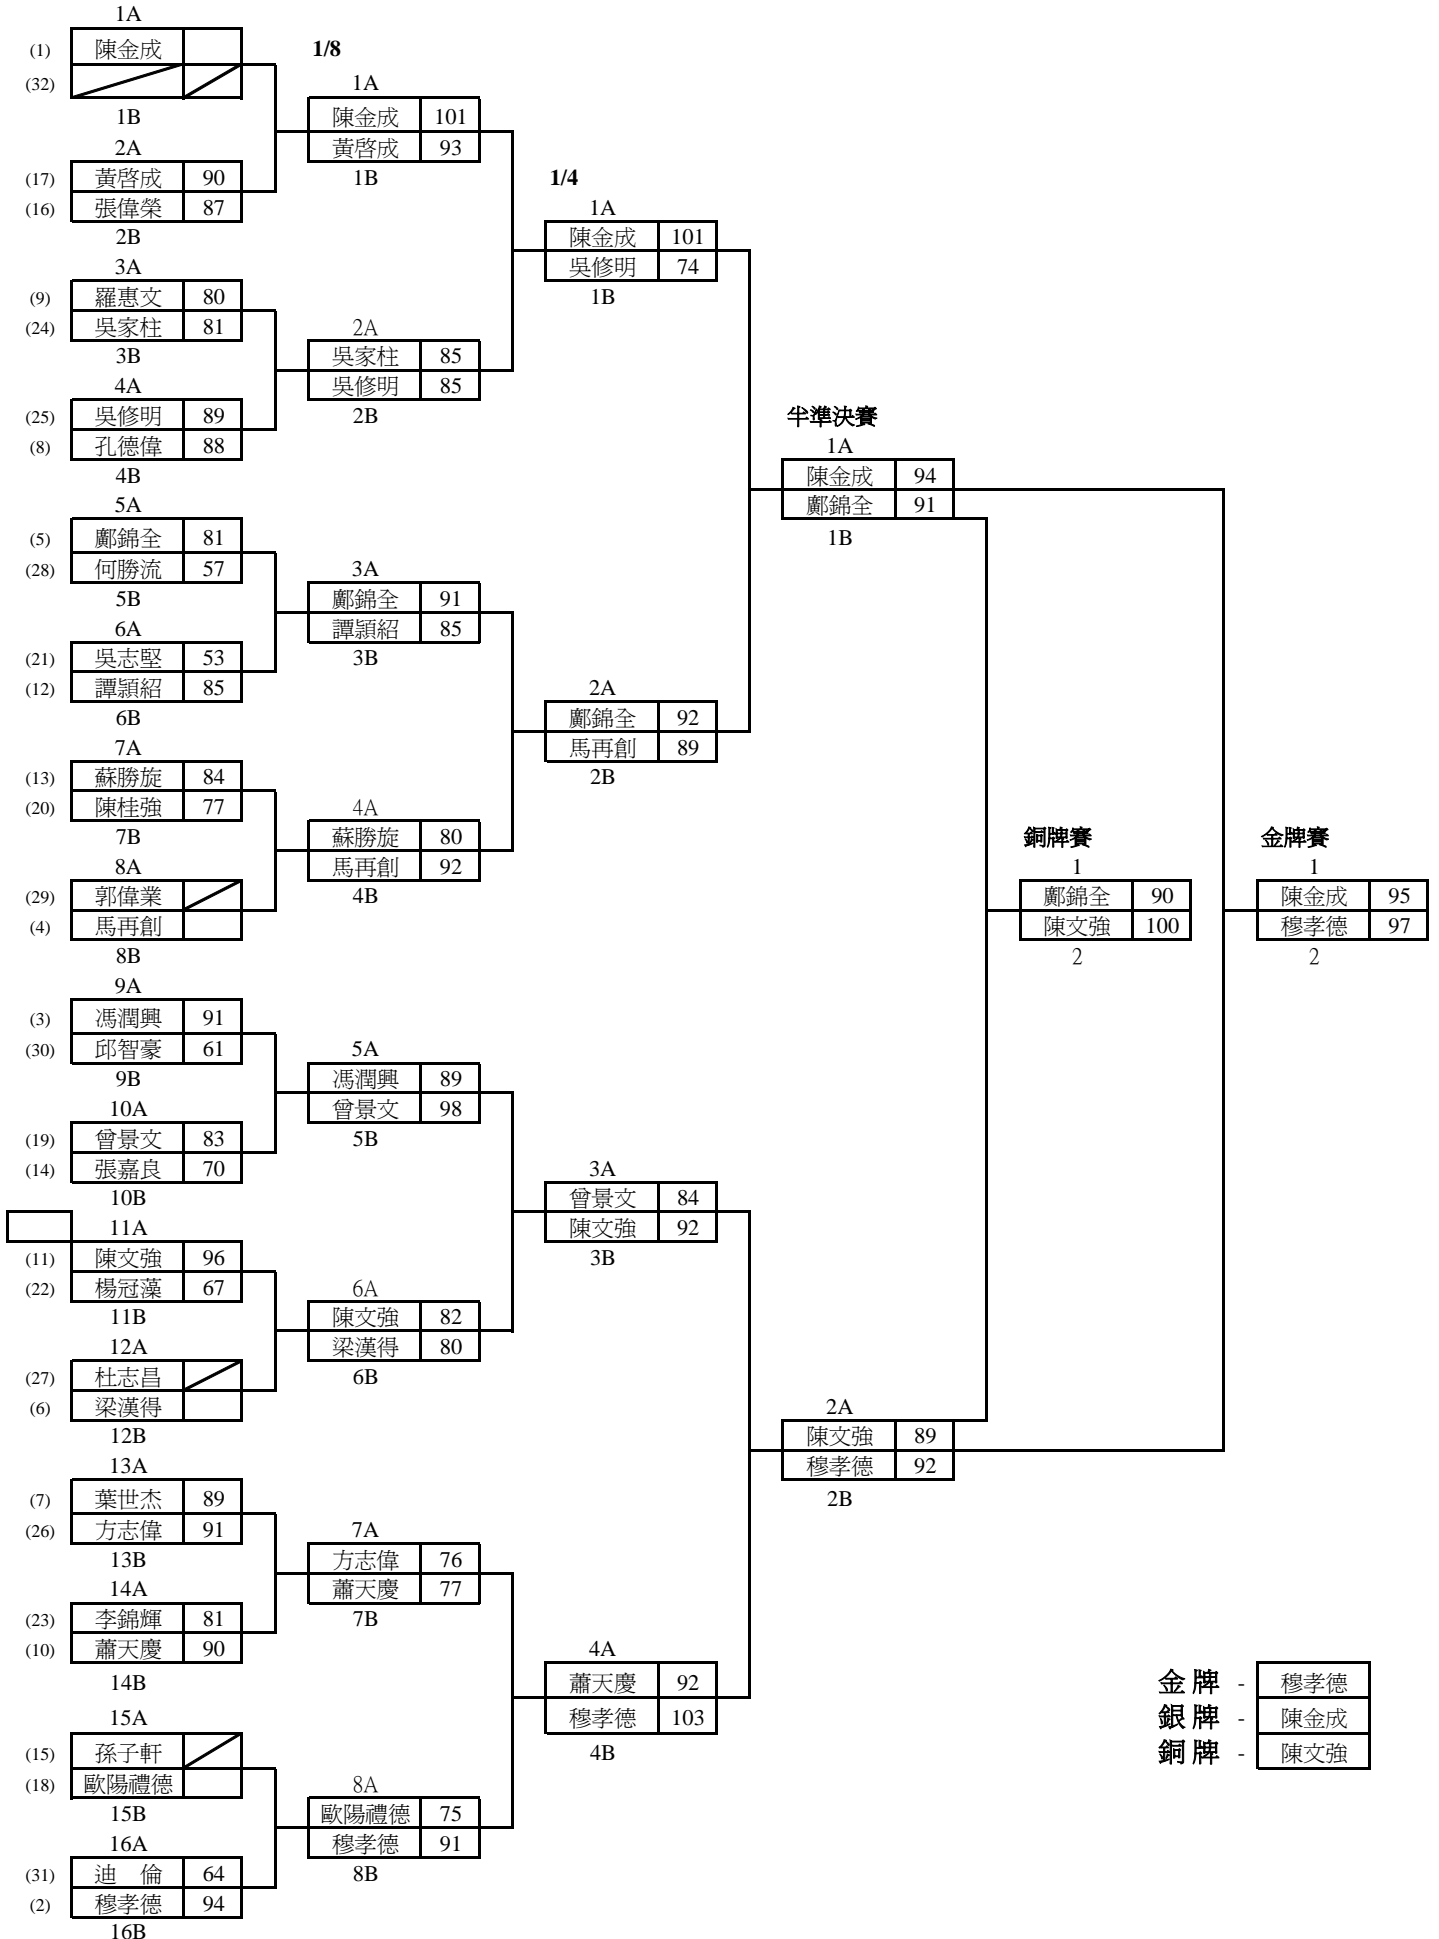 1A
(1) 陳金成
(32)
1B
2A
(17) 黃啓成 90
(16) 張偉榮 87
2B
3A
(9) 羅惠文 80
(24) 吳家柱 81
3B
4A
(25) 吳修明 89
(8) 孔德偉 88
4B
5A
(5) 鄺錦全 81
(28) 何勝流 57
5B
6A
(21) 吳志堅 53
(12) 譚頴紹 85
6B
7A
(13) 蘇勝旋 84
(20) 陳桂強 77
7B
8A
(29) 郭偉業
(4) 馬再創
8B
9A
(3) 馮潤興 91
(30) 邱智豪 61
9B
10A
(19) 曾景文 83
(14) 張嘉良 70
10B
11A
(11) 陳文強 96
(22) 楊冠藻 67
11B
12A
(27) 杜志昌
(6) 梁漢得
12B
13A
(7) 葉世杰 89
(26) 方志偉 91
13B
14A
(23) 李錦輝 81
(10) 蕭天慶 90
14B
15A
(15) 孫子軒
(18) 歐陽禮德
15B
16A
(31) 迪　倫 64
(2) 穆孝德 94
16B
1/8
1A
陳金成 101
黃啓成 93
1B
2A
吳家柱 85
吳修明 85
2B
3A
鄺錦全 91
譚頴紹 85
3B
4A
蘇勝旋 80
馬再創 92
4B
5A
馮潤興 89
曾景文 98
5B
6A
陳文強 82
梁漢得 80
6B
7A
方志偉 76
蕭天慶 77
7B
8A
歐陽禮德 75
穆孝德 91
8B
1/4
1A
陳金成 101
吳修明 74
1B
2A
鄺錦全 92
馬再創 89
2B
3A
曾景文 84
陳文強 92
3B
4A
蕭天慶 92
穆孝德 103
4B
半準決賽
1A
陳金成 94
鄺錦全 91
1B
2A
陳文強 89
穆孝德 92
2B
銅牌賽
1
鄺錦全 90
陳文強 100
2
金牌賽
1
陳金成 95
穆孝德 97
2
金 牌 - 穆孝德
銀 牌 - 陳金成
銅 牌 - 陳文強